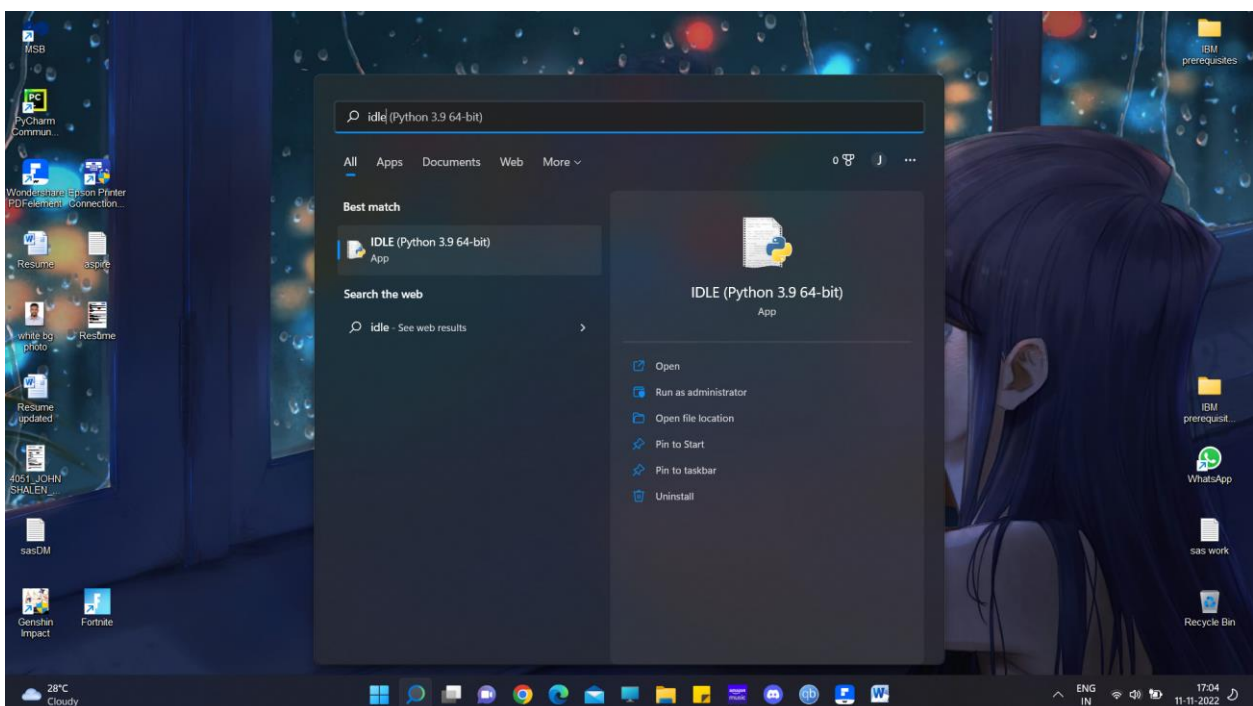 MSB
PC
PyCharm
Commun...
Wondershare
PDFelement
Epson Printer
Connection...
Resume
aspire
white bg
photo
Resume
Resume
updated
4051_JOHN
SHALEN_...
sasDM
Genshin
Impact
Fortnite
idle (Python 3.9 64-bit)
All Apps Documents Web More
0
J
...
Best match
IDLE (Python 3.9 64-bit)
App
Search the web
idle - See web results
IDLE (Python 3.9 64-bit)
App
Open
Run as administrator
Open file location
Pin to Start
Pin to taskbar
Uninstall
IBM
prerequisites
IBM
prerequisit...
WhatsApp
sas work
Recycle Bin
28°C
Cloudy
amazon
music
qb
W
ENG
IN
17:04
11-11-2022